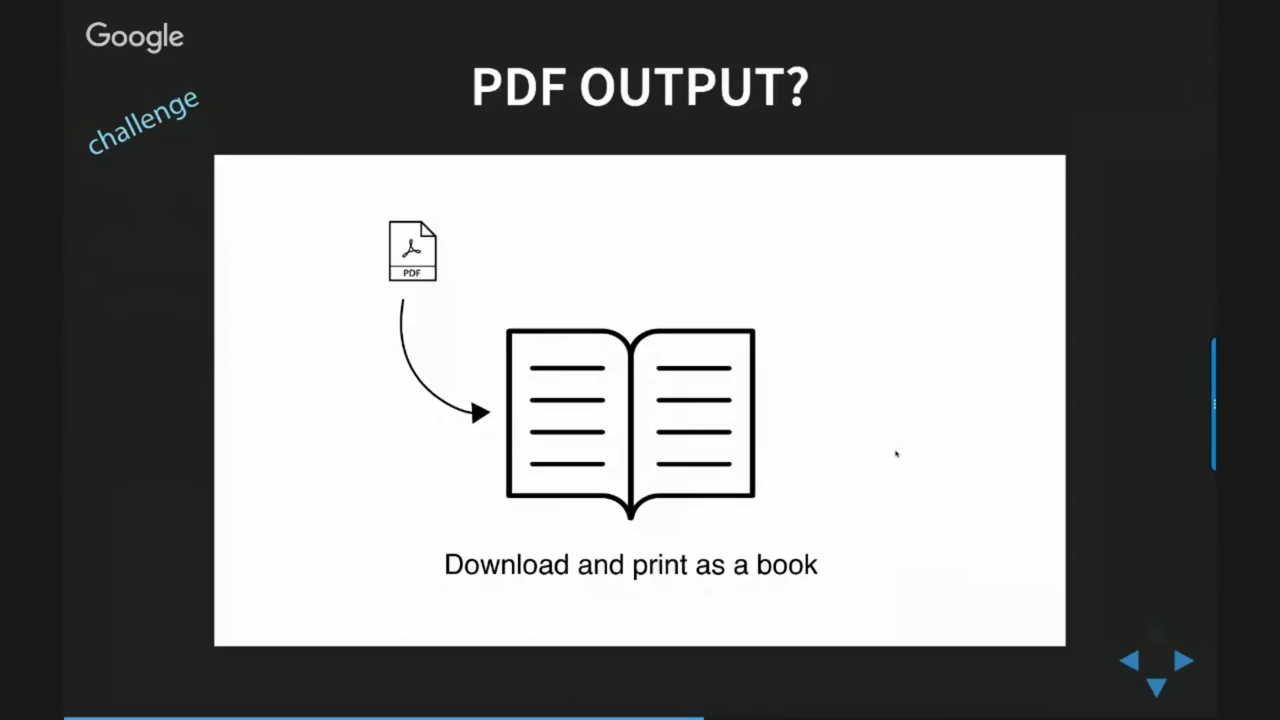 Google
PDF OUTPUT?
challenge
PDF
Download and print as a book